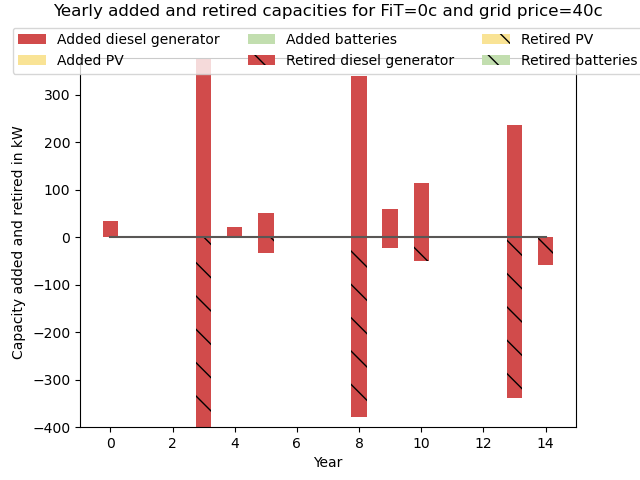 Yearly added and retired capacities for FiT=0c and grid price=40c
Added diesel generator
Added PV
Added batteries
Retired diesel generator
Retired PV
Retired batteries
300
200
100
0
−100
−200
−300
−400
Capacity added and retired in kW
0 2 4 6 8 10 12 14
Year